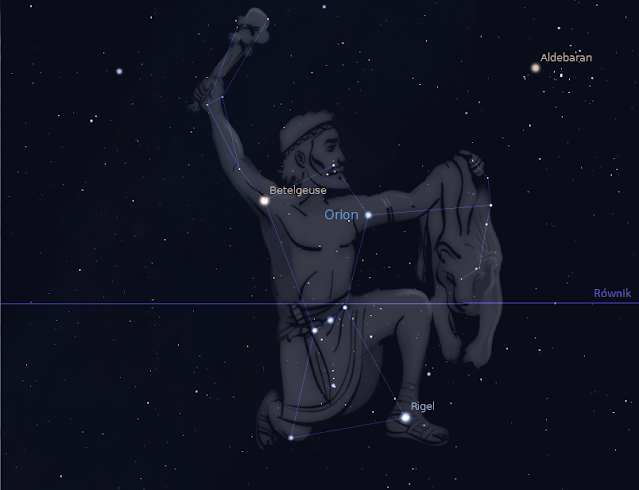 Aldebaran
Betelgeuse
Orion
Równik
Rigel